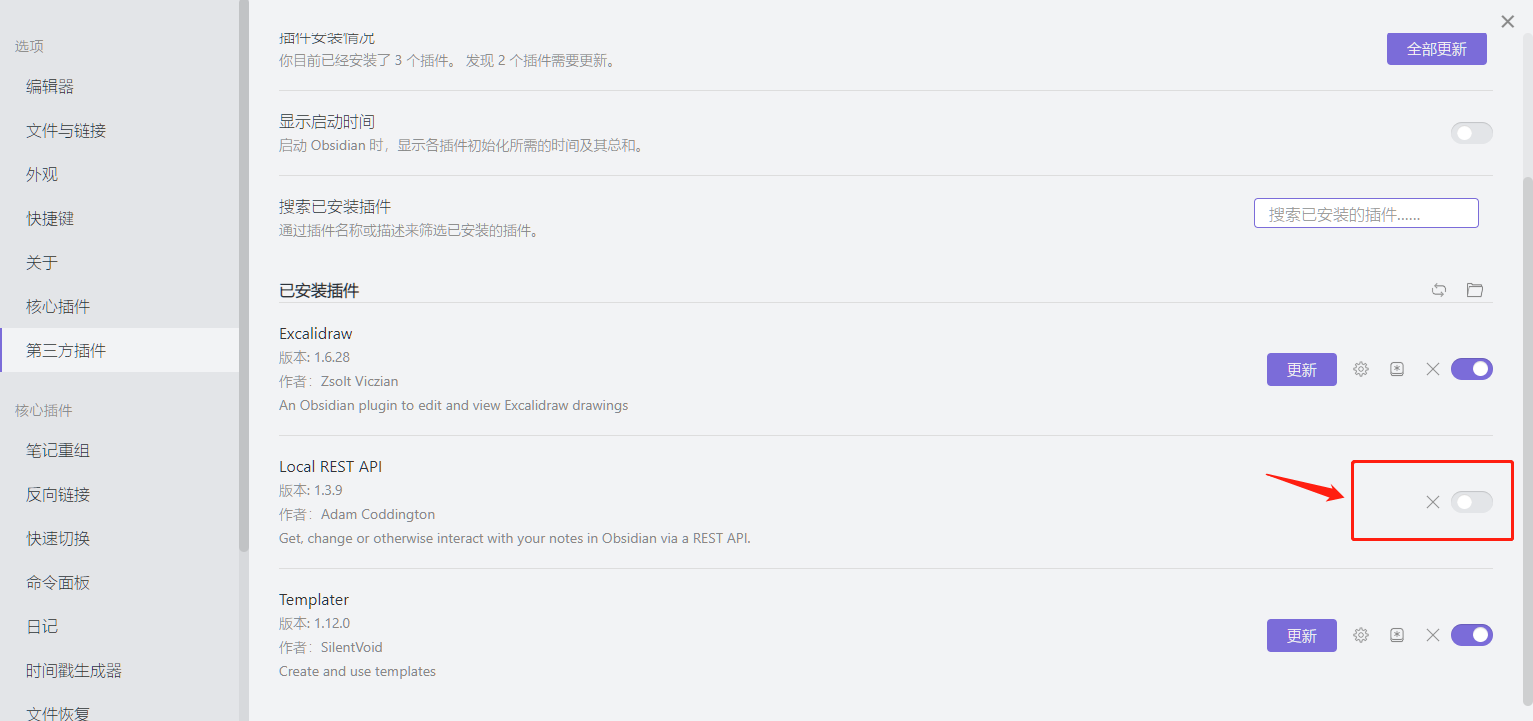 选项
编辑器
文件与链接
外观
快捷键
关于
核心插件
第三方插件
核心插件
笔记重组
反向链接
快速切换
命令面板
日记
时间戳生成器
文件恢复
插件安装情况
你目前已经安装了 3 个插件。 发现 2 个插件需要更新。
全部更新
显示启动时间
启动 Obsidian 时，显示各插件初始化所需的时间及其总和。
搜索已安装插件
通过插件名称或描述来筛选已安装的插件。
搜索已安装的插件......
已安装插件
Excalidraw
版本: 1.6.28
作者：Zsolt Viczian
An Obsidian plugin to edit and view Excalidraw drawings
更新
Local REST API
版本: 1.3.9
作者：Adam Coddington
Get, change or otherwise interact with your notes in Obsidian via a REST API.
Templater
版本: 1.12.0
作者：SilentVoid
Create and use templates
更新